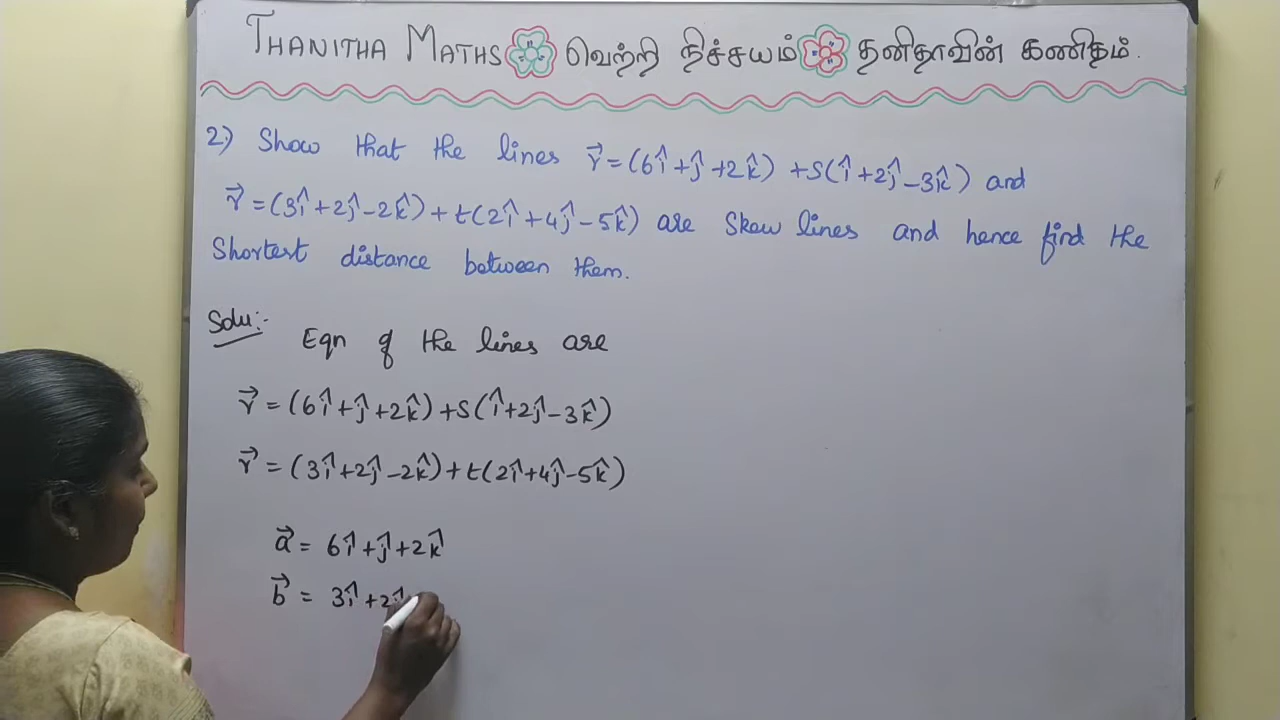 THANITHA MATHS வெற்றி நிச்சயம் தனிதாவின் கணிதம்.
2) Show that the lines r⃗ = (6î + ĵ + 2k̂) + s(î + 2ĵ - 3k̂) and
r⃗ = (3î + 2ĵ - 2k̂) + t(2î + 4ĵ - 5k̂) are skew lines and hence find the
shortest distance between them.
Solu:-
Eqn of the lines are
r⃗ = (6î + ĵ + 2k̂) + s(î + 2ĵ - 3k̂)
r⃗ = (3î + 2ĵ - 2k̂) + t(2î + 4ĵ - 5k̂)
a⃗ = 6î + ĵ + 2k̂
b⃗ = 3î + 2ĵ